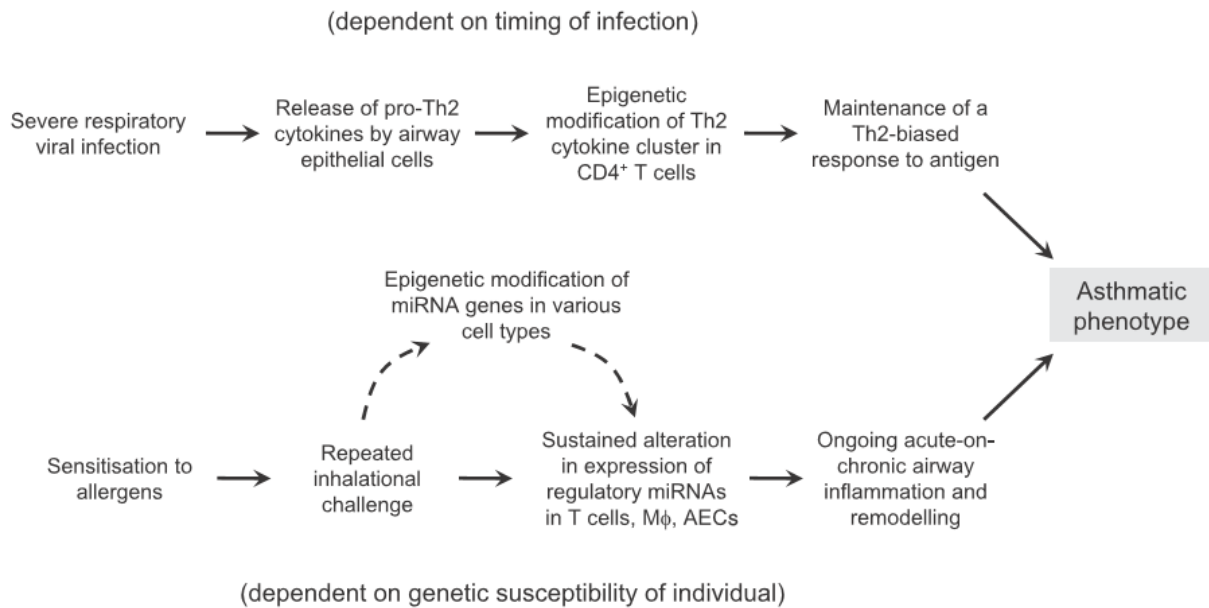 (dependent on timing of infection)
Severe respiratory
viral infection
Release of pro-Th2
cytokines by airway
epithelial cells
Epigenetic
modification of Th2
cytokine cluster in
CD4⁺ T cells
Maintenance of a
Th2-biased
response to antigen
Epigenetic modification of
miRNA genes in various
cell types
Asthmatic
phenotype
Sensitisation to
allergens
Repeated
inhalational
challenge
Sustained alteration
in expression of
regulatory miRNAs
in T cells, Mϕ, AECs
Ongoing acute-on-
chronic airway
inflammation and
remodelling
(dependent on genetic susceptibility of individual)